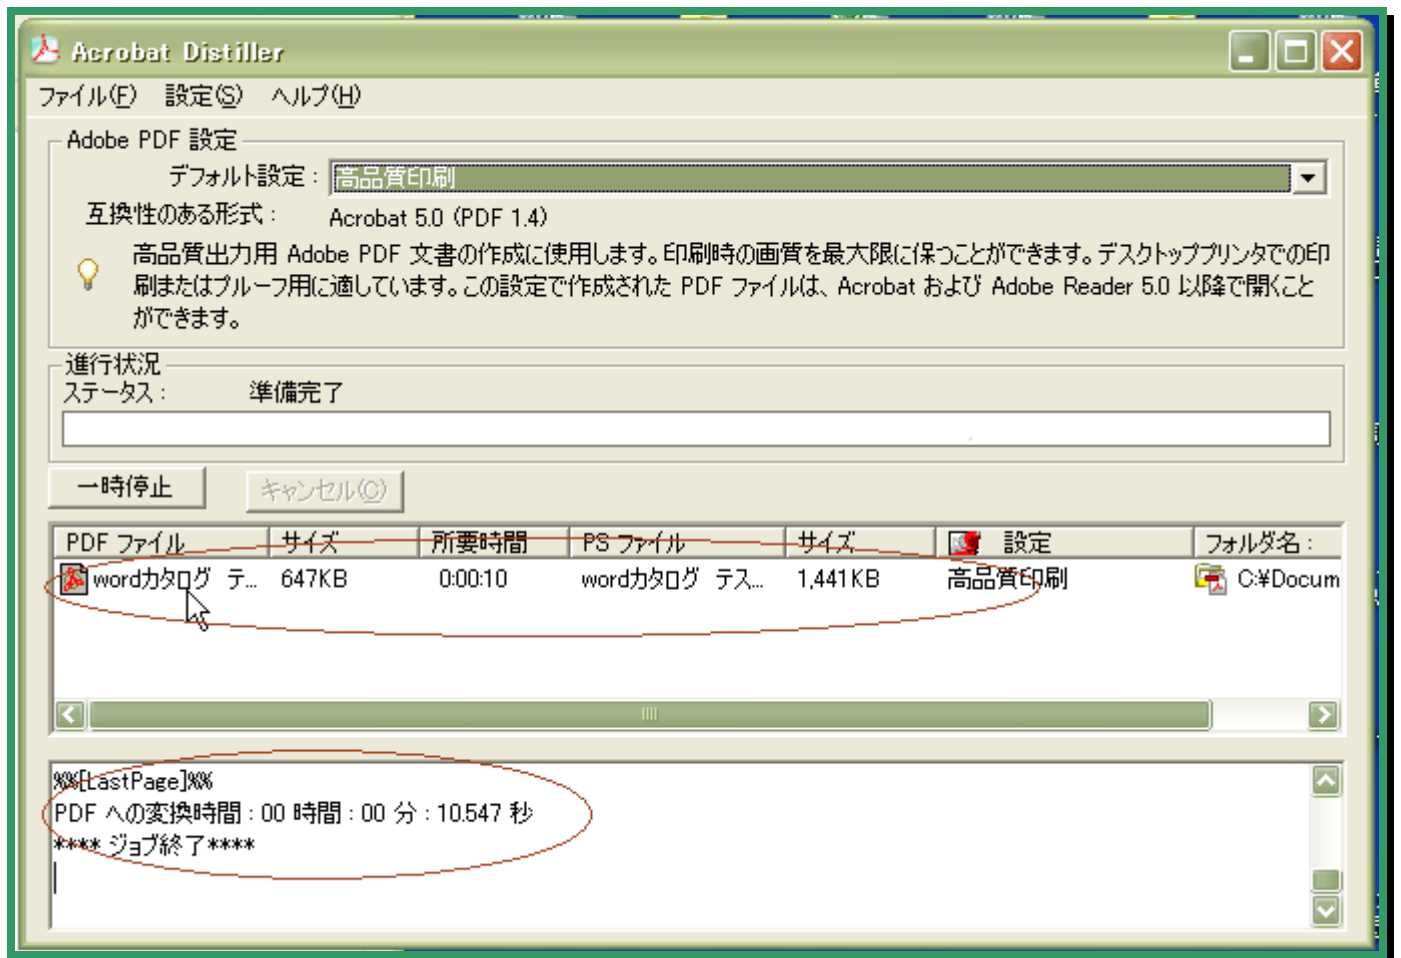 Acrobat Distiller
ファイル(F) 設定(S) ヘルプ(H)
Adobe PDF 設定
デフォルト設定: 高品質印刷
互換性のある形式: Acrobat 5.0 (PDF 1.4)
高品質出力用 Adobe PDF 文書の作成に使用します。印刷時の画質を最大限に保つことができます。デスクトッププリンタでの印
刷またはプルーフ用に適しています。この設定で作成された PDF ファイルは、Acrobat および Adobe Reader 5.0 以降で開くこと
ができます。
進行状況
ステータス: 準備完了
一時停止 キャンセル(C)
PDF ファイル サイズ 所要時間 PS ファイル サイズ 設定 フォルダ名:
wordカタログ テ... 647KB 0:00:10 wordカタログ テス... 1,441KB 高品質印刷 C:¥Docum
%%[LastPage]%%
PDF への変換時間 : 00 時間 : 00 分 : 10.547 秒
**** ジョブ終了****